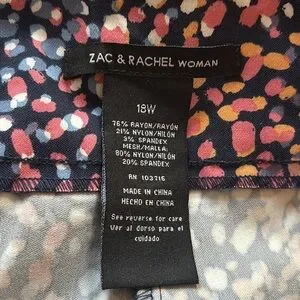 ZAC & RACHEL WOMAN
18W
76% RAYON/RAYÓN
21% NYLON/NILÓN
3% SPANDEX
MESH/MALLA:
80% NYLON/NILÓN
20% SPANDEX
RN 103715
MADE IN CHINA
HECHO EN CHINA
See reverse for care
Ver al dorso para el
cuidado